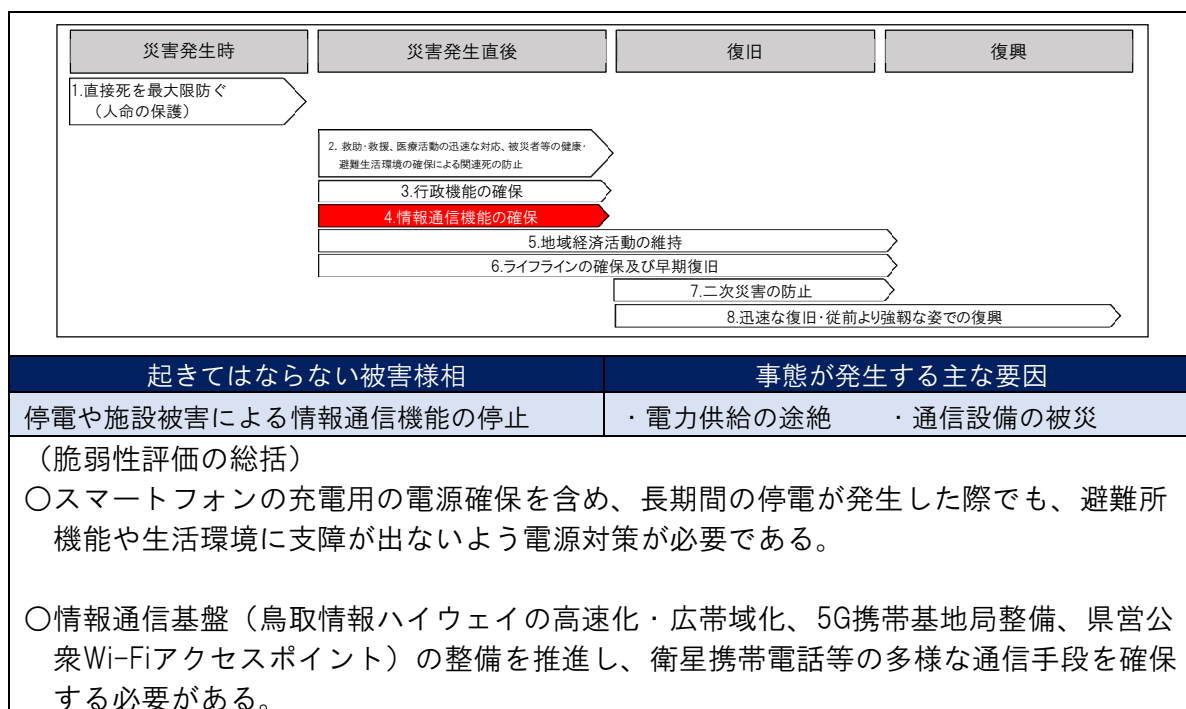 災害発生時
災害発生直後
復旧
復興
1.直接死を最大限防ぐ
(人命の保護)
2. 救助・救援、医療活動の迅速な対応、被災者等の健康・
避難生活環境の確保による関連死の防止
3.行政機能の確保
4.情報通信機能の確保
5.地域経済活動の維持
6.ライフラインの確保及び早期復旧
7.二次災害の防止
8.迅速な復旧・従前より強靱な姿での復興
起きてはならない被害様相
事態が発生する主な要因
停電や施設被害による情報通信機能の停止
・電力供給の途絶 ・通信設備の被災
(脆弱性評価の総括)
○スマートフォンの充電用の電源確保を含め、長期間の停電が発生した際でも、避難所
機能や生活環境に支障が出ないよう電源対策が必要である。
○情報通信基盤(鳥取情報ハイウェイの高速化・広帯域化、5G携帯基地局整備、県営公
衆Wi-Fiアクセスポイント)の整備を推進し、衛星携帯電話等の多様な通信手段を確保
する必要がある。